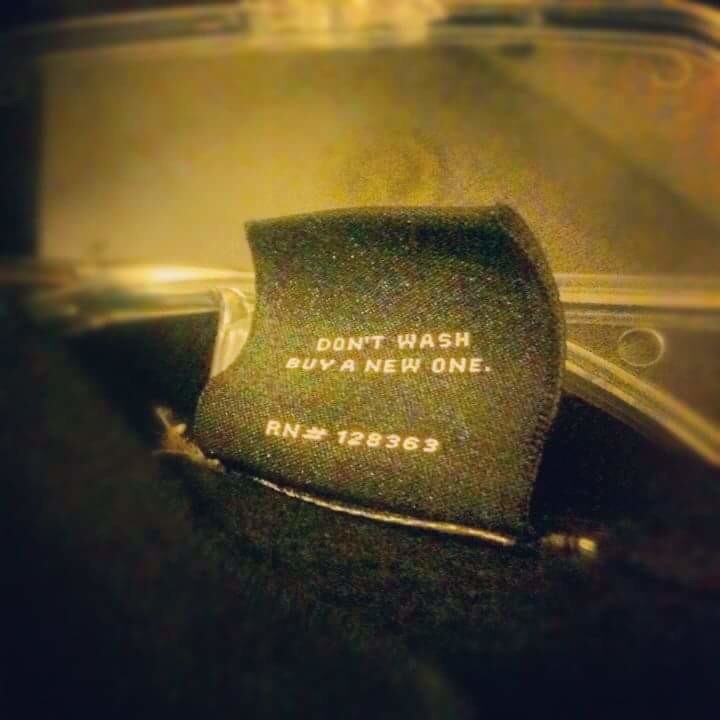 DON'T WASH
BUY A NEW ONE.
RN# 128363